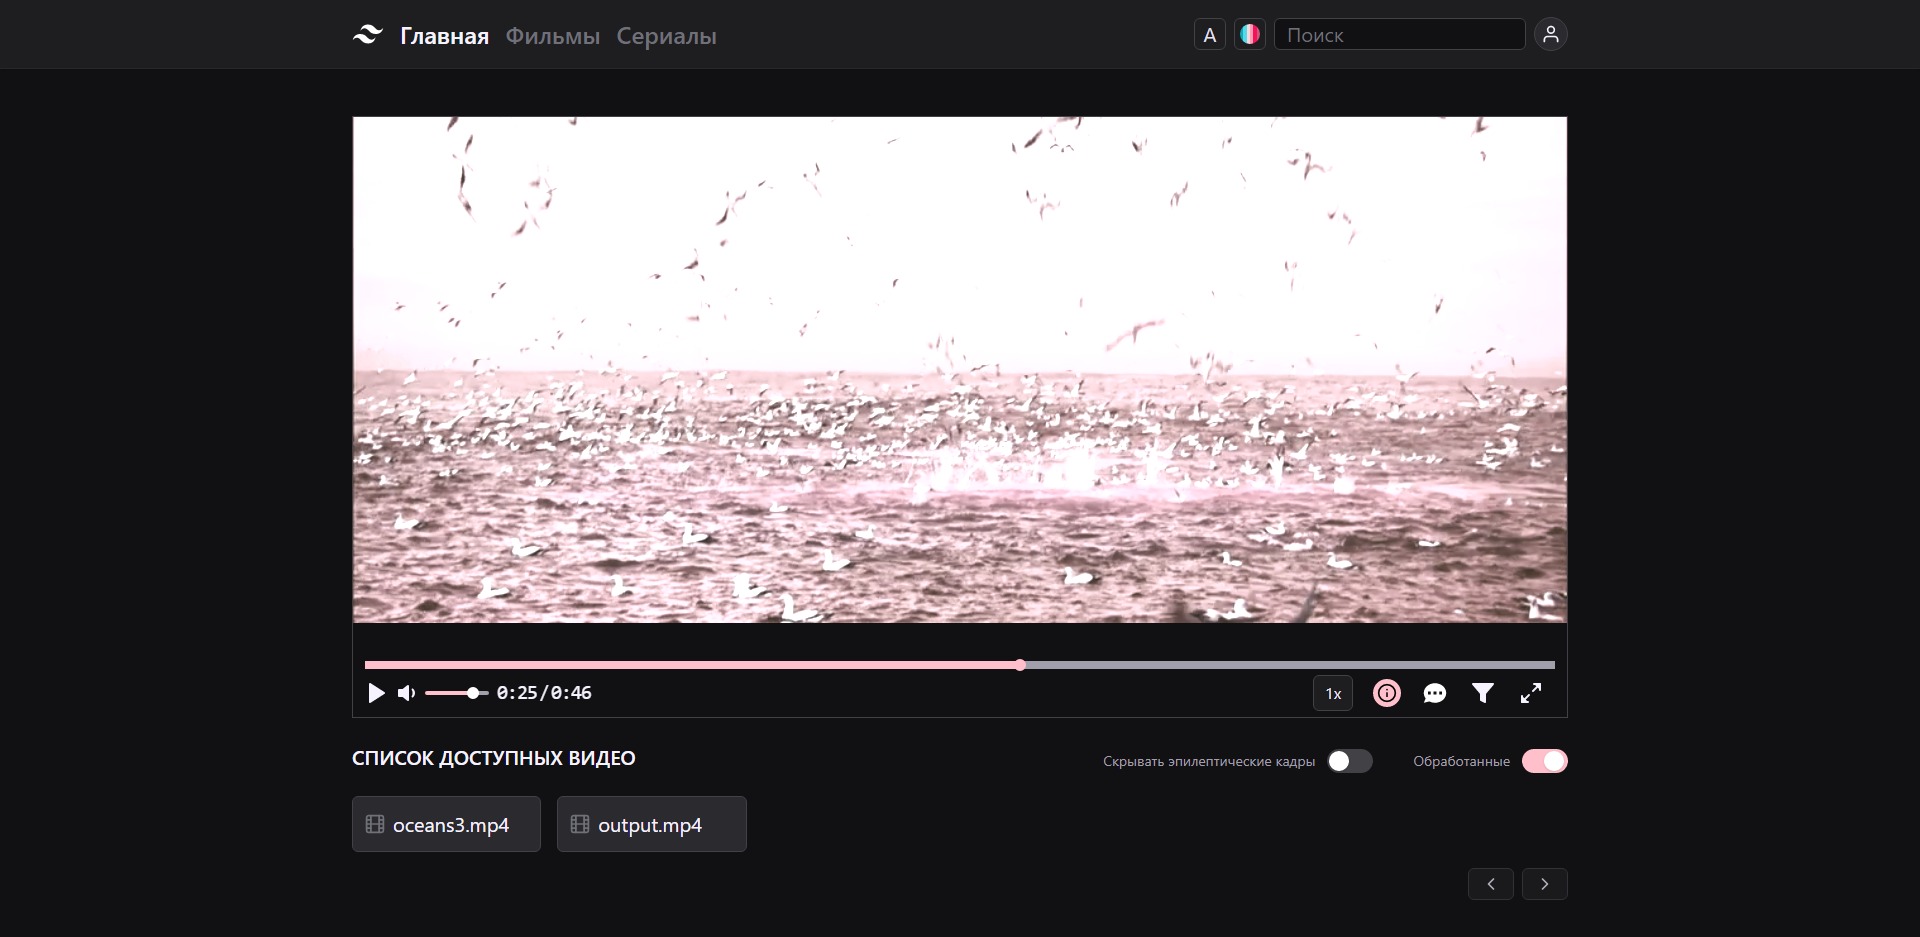 Главная Фильмы Сериалы A Поиск
0:25/0:46 1x
СПИСОК ДОСТУПНЫХ ВИДЕО Скрывать эпилептические кадры Обработанные
oceans3.mp4 output.mp4